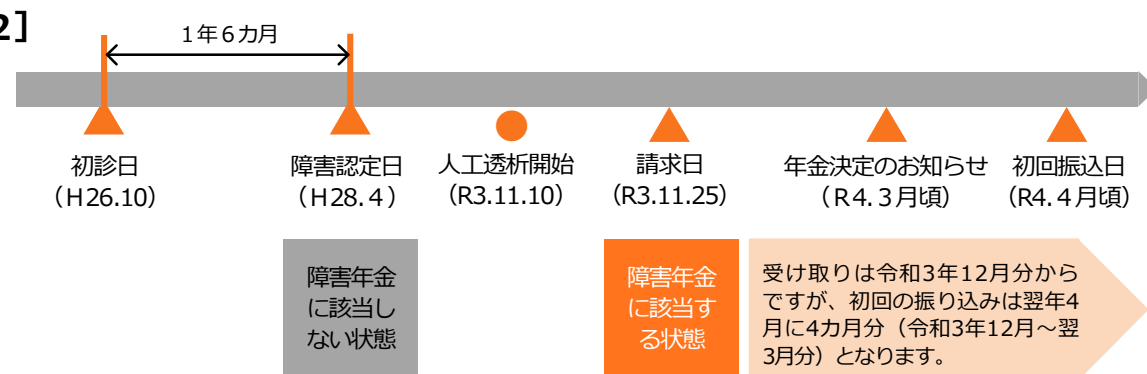 2］
1年6カ月
初診日
（H26.10）
障害認定日
（H28.４）
人工透析開始
（R3.11.10）
請求日
（R3.11.25）
年金決定のお知らせ
（R4.３月頃）
初回振込日
（R4.４月頃）
障害年金
に該当し
ない状態
障害年金
に該当す
る状態
受け取りは令和3年12月分から
ですが、初回の振り込みは翌年4
月に4カ月分（令和3年12月～翌
3月分）となります。